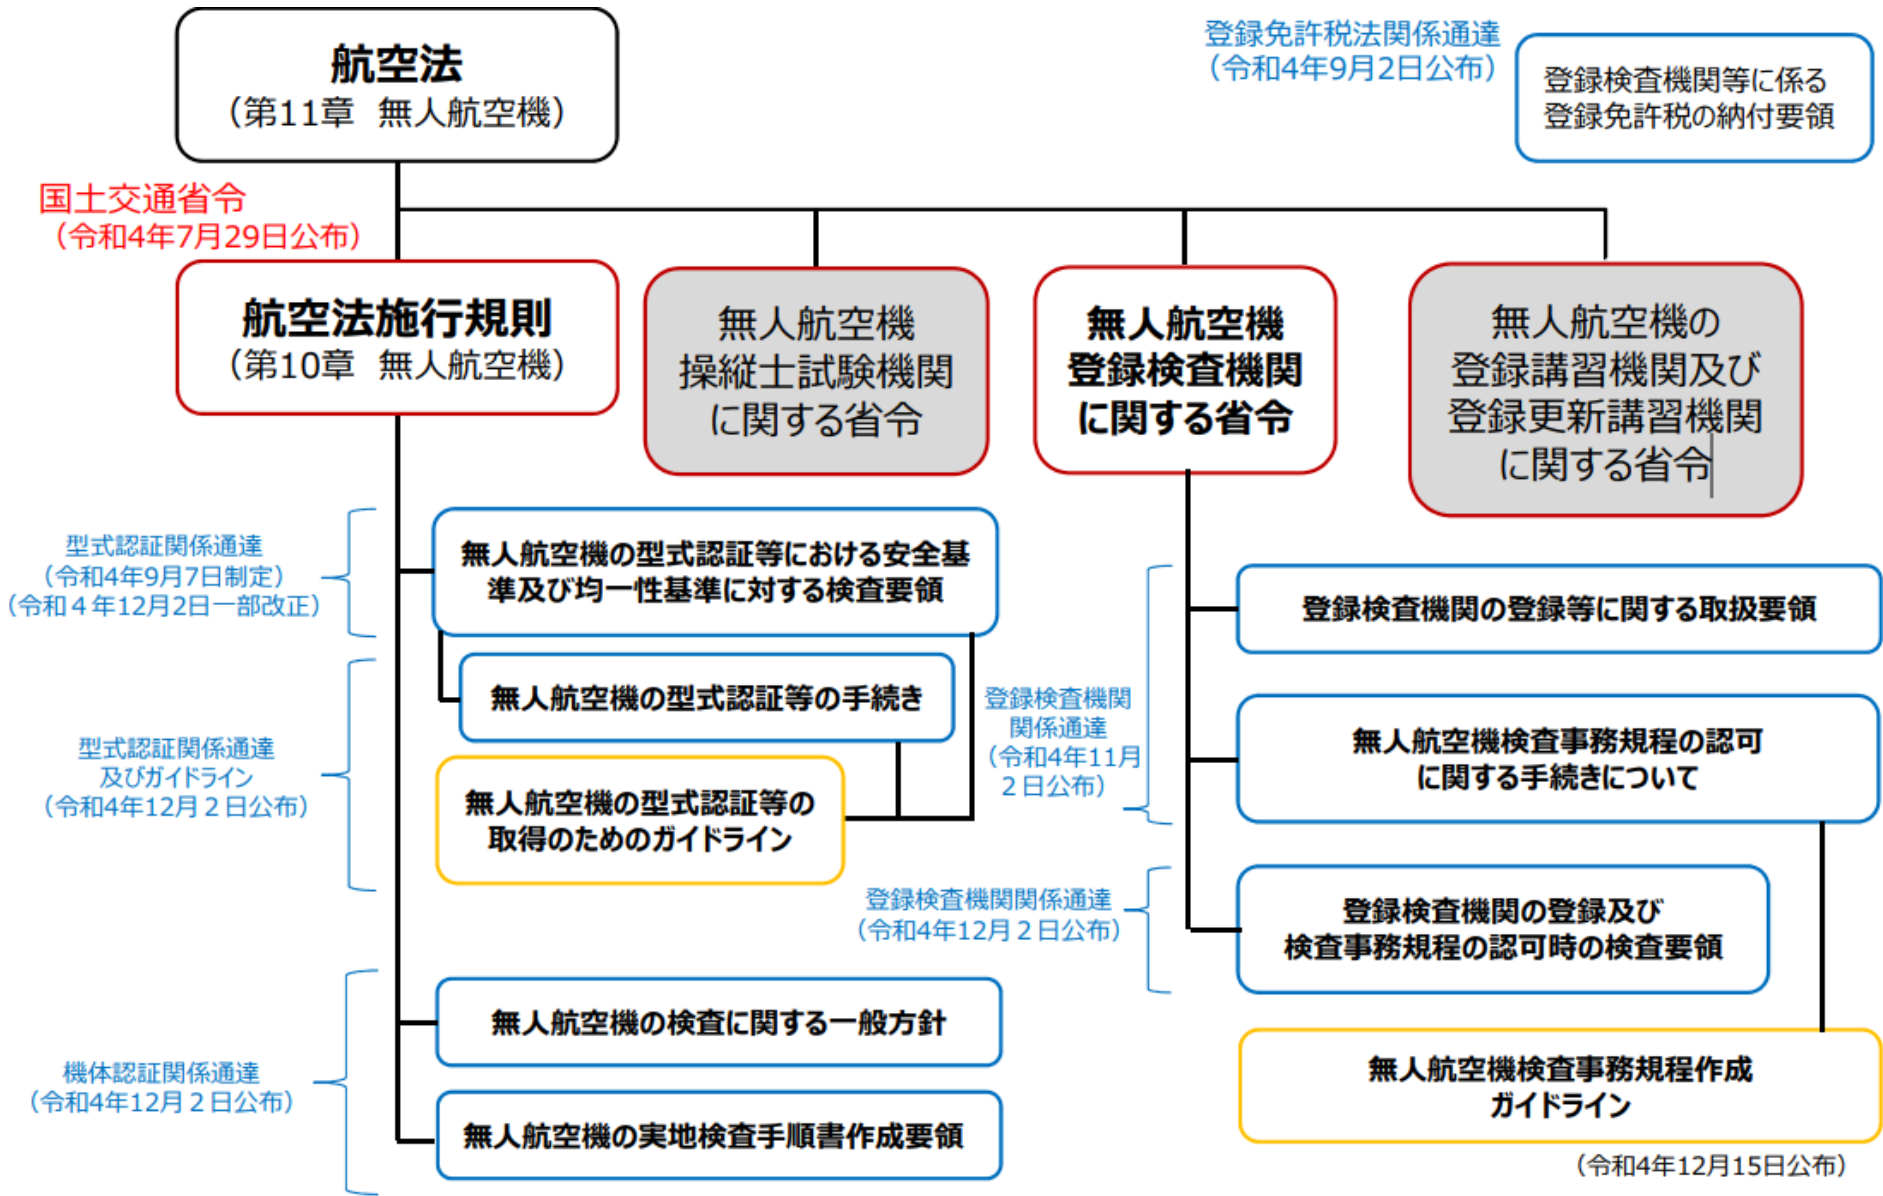 航空法
（第11章 無人航空機）
登録免許税法関係通達
（令和4年9月2日公布）
登録検査機関等に係る
登録免許税の納付要領
国土交通省令
（令和4年7月29日公布）
航空法施行規則
（第10章 無人航空機）
無人航空機
操縦士試験機関
に関する省令
無人航空機
登録検査機関
に関する省令
無人航空機の
登録講習機関及び
登録更新講習機関
に関する省令
型式認証関係通達
（令和4年9月7日制定）
（令和４年12月2日一部改正）
無人航空機の型式認証等における安全基
準及び均一性基準に対する検査要領
無人航空機の型式認証等の手続き
型式認証関係通達
及びガイドライン
（令和4年12月２日公布）
無人航空機の型式認証等の
取得のためのガイドライン
機体認証関係通達
（令和4年12月２日公布）
無人航空機の検査に関する一般方針
無人航空機の実地検査手順書作成要領
登録検査機関
関係通達
（令和4年11月
２日公布）
登録検査機関の登録等に関する取扱要領
無人航空機検査事務規程の認可
に関する手続きについて
登録検査機関関係通達
（令和4年12月２日公布）
登録検査機関の登録及び
検査事務規程の認可時の検査要領
無人航空機検査事務規程作成
ガイドライン
（令和4年12月15日公布）